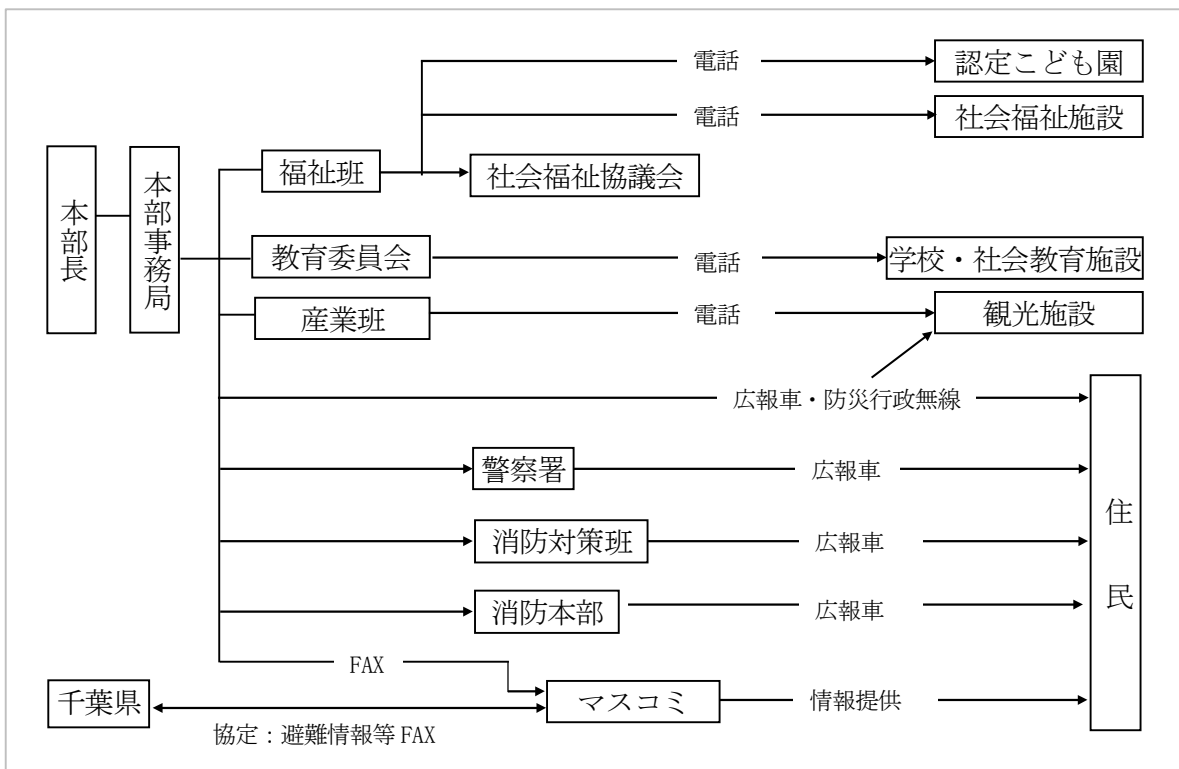 電話
認定こども園
電話
社会福祉施設
本部長
本部事務局
福祉班
社会福祉協議会
教育委員会
電話
学校・社会教育施設
産業班
電話
観光施設
広報車・防災行政無線
住民
警察署
広報車
消防対策班
広報車
消防本部
広報車
FAX
千葉県
マスコミ
情報提供
協定：避難情報等 FAX